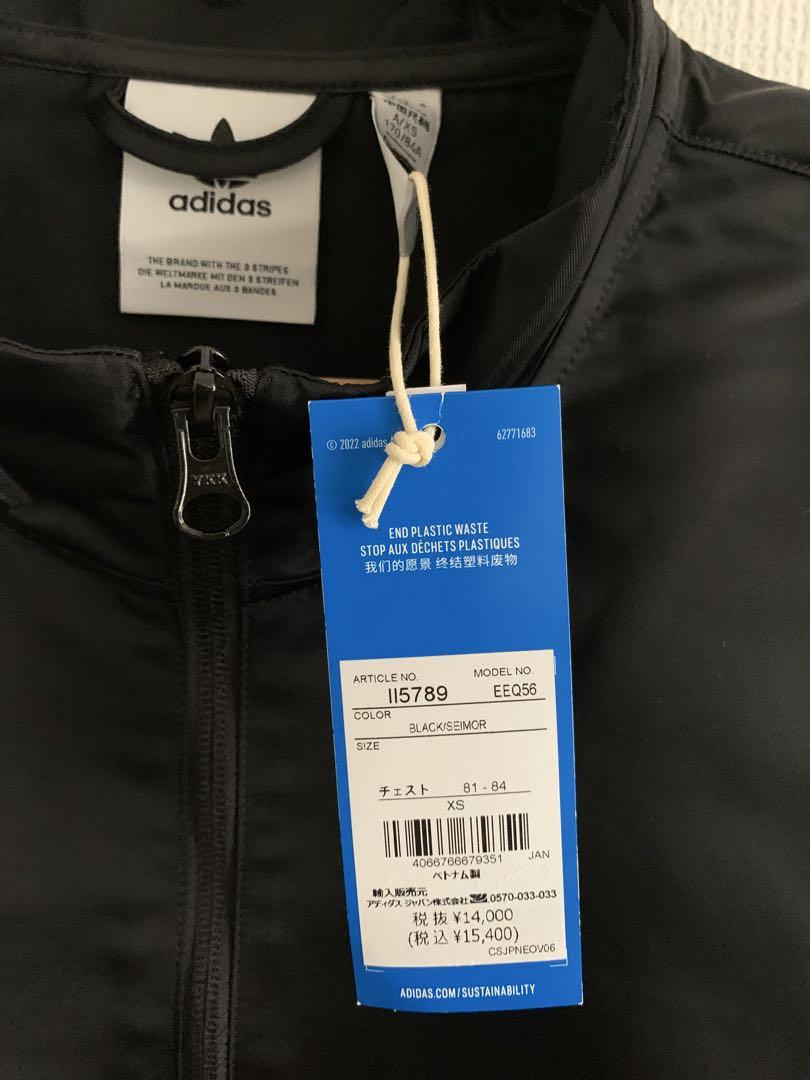 adidas
THE BRAND WITH THE 3 STRIPES
DIE WELTMARKE MIT DEN 3 STREIFEN
LA MARQUE AUX 3 BANDES
A/XS
170/84A
YKK
© 2022 adidas
62771683
END PLASTIC WASTE
STOP AUX DÉCHETS PLASTIQUES
我们的愿景 终结塑料废物
ARTICLE NO. MODEL NO.
II5789 EEQ56
COLOR
BLACK/SEIMOR
SIZE
チェスト 81 - 84
XS
4066766679351 JAN
ベトナム製
輸入販売元
アディダス ジャパン株式会社 0570-033-033
税 抜 ¥14,000
(税 込 ¥15,400)
CSJPNEOV06
ADIDAS.COM/SUSTAINABILITY